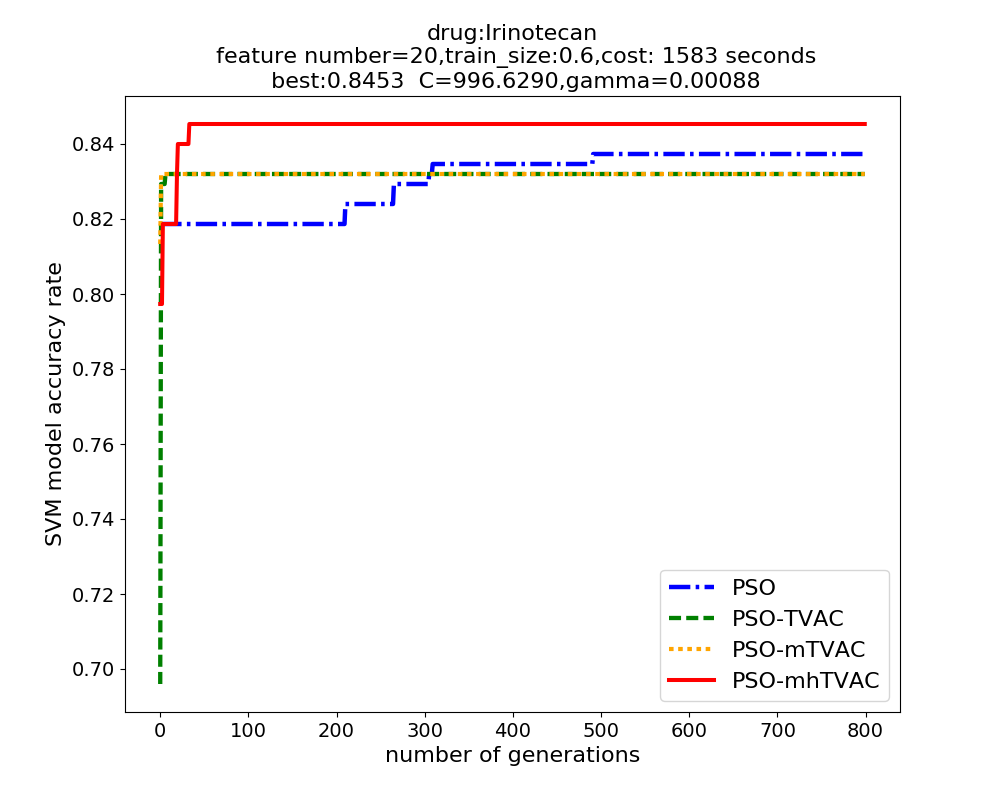 drug:Irinotecan
feature number=20,train_size:0.6,cost: 1583 seconds
best:0.8453  C=996.6290,gamma=0.00088
SVM model accuracy rate
0.84
0.82
0.80
0.78
0.76
0.74
0.72
0.70
PSO
PSO-TVAC
PSO-mTVAC
PSO-mhTVAC
0 100 200 300 400 500 600 700 800
number of generations